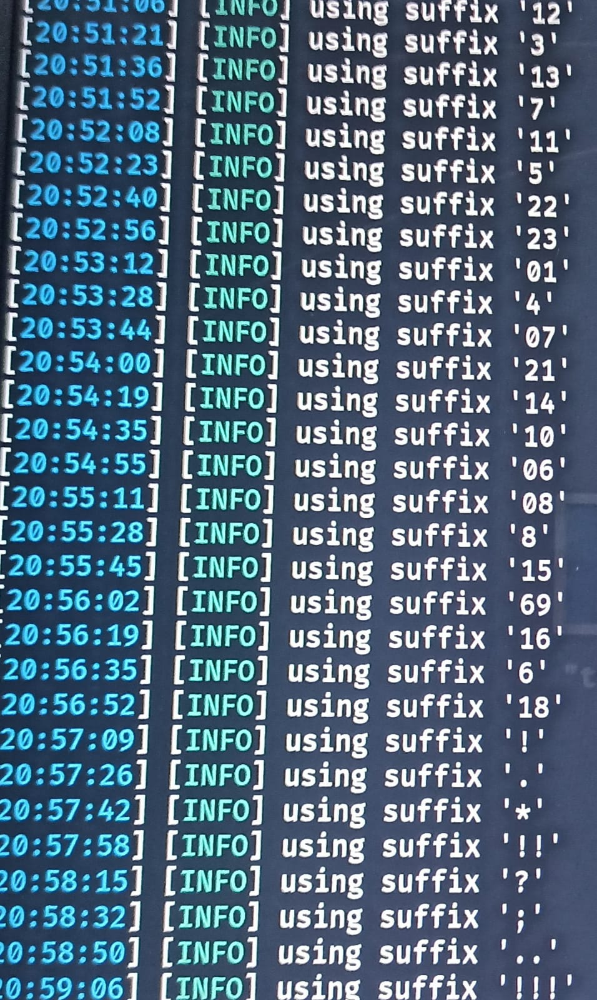 [20:51:06] [INFO] using suffix '12'
[20:51:21] [INFO] using suffix '3'
[20:51:36] [INFO] using suffix '13'
[20:51:52] [INFO] using suffix '7'
[20:52:08] [INFO] using suffix '11'
[20:52:23] [INFO] using suffix '5'
[20:52:40] [INFO] using suffix '22'
[20:52:56] [INFO] using suffix '23'
[20:53:12] [INFO] using suffix '01'
[20:53:28] [INFO] using suffix '4'
[20:53:44] [INFO] using suffix '07'
[20:54:00] [INFO] using suffix '21'
[20:54:19] [INFO] using suffix '14'
[20:54:35] [INFO] using suffix '10'
[20:54:55] [INFO] using suffix '06'
[20:55:11] [INFO] using suffix '08'
[20:55:28] [INFO] using suffix '8'
[20:55:45] [INFO] using suffix '15'
[20:56:02] [INFO] using suffix '69'
[20:56:19] [INFO] using suffix '16'
20:56:35] [INFO] using suffix '6'
20:56:52] [INFO] using suffix '18'
20:57:09] [INFO] using suffix '!'
20:57:26] [INFO] using suffix '.'
20:57:42] [INFO] using suffix '*'
20:57:58] [INFO] using suffix '!!'
20:58:15] [INFO] using suffix '?'
20:58:32] [INFO] using suffix ';'
20:58:50] [INFO] using suffix '..'
20:59:06] [INFO] using suffix '!!!'